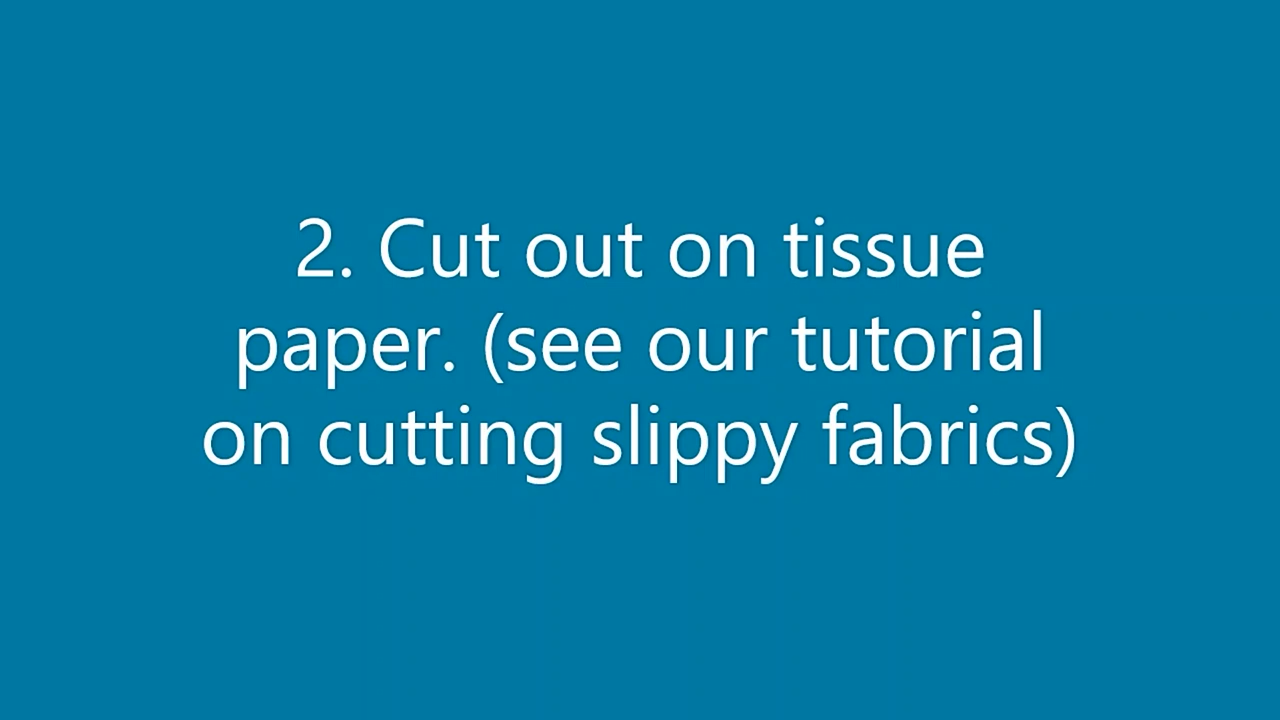 2. Cut out on tissue
paper. (see our tutorial
on cutting slippy fabrics)